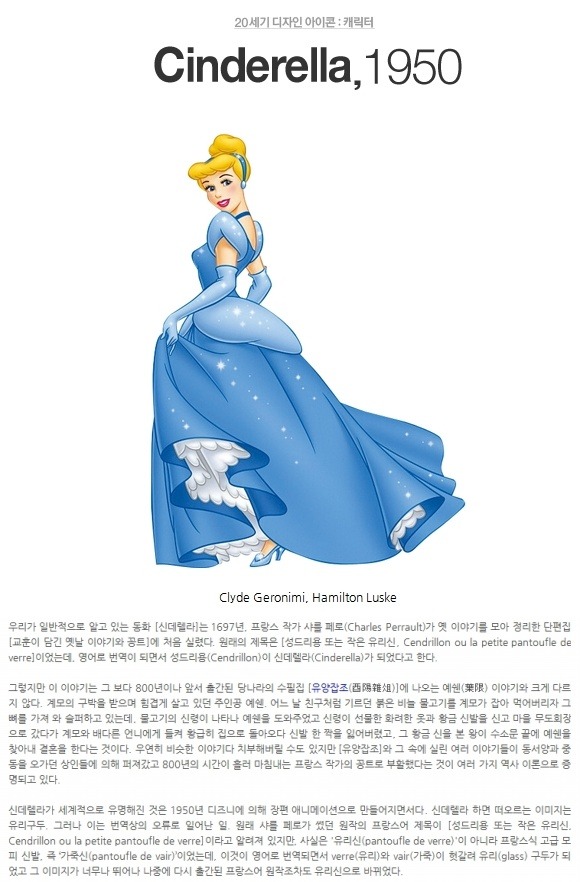 20세기 디자인 아이콘 : 캐릭터
Cinderella,1950
Clyde Geronimi, Hamilton Luske
우리가 일반적으로 알고 있는 동화 [신데렐라]는 1697년, 프랑스 작가 샤를 페로(Charles Perrault)가 옛 이야기를 모아 정리한 단편집
[교훈이 담긴 옛날 이야기와 꽁트]에 처음 실렸다. 원래의 제목은 [성드리용 또는 작은 유리신, Cendrillon ou la petite pantoufle de
verre]이었는데, 영어로 번역이 되면서 성드리용(Cendrillon)이 신데렐라(Cinderella)가 되었다고 한다.
그렇지만 이 이야기는 그 보다 800년이나 앞서 출간된 당나라의 수필집 [유양잡조(酉陽雜俎)]에 나오는 예쉔(葉限) 이야기와 크게 다르
지 않다. 계모의 구박을 받으며 힘겹게 살고 있던 주인공 예쉔. 어느 날 친구처럼 기르던 붉은 비늘 물고기를 계모가 잡아 먹어버리자 그
뼈를 가져 와 슬퍼하고 있는데, 물고기의 신령이 나타나 예쉔을 도와주었고 신령이 선물한 화려한 옷과 황금 신발을 신고 마을 무도회장
으로 갔다가 계모와 배다른 언니에게 들켜 황급히 집으로 돌아오다 신발 한 짝을 잃어버렸고, 그 황금 신을 본 왕이 수소문 끝에 예쉔을
찾아내 결혼을 한다는 것이다. 우연히 비슷한 이야기다 치부해버릴 수도 있지만 [유양잡조]와 그 속에 실린 여러 이야기들이 동서양과 중
동을 오가던 상인들에 의해 퍼져갔고 800년의 시간이 흘러 마침내는 프랑스 작가의 꽁트로 부활했다는 것이 여러 가지 역사 이론으로 증
명되고 있다.
신데렐라가 세계적으로 유명해진 것은 1950년 디즈니에 의해 장편 애니메이션으로 만들어지면서다. 신데렐라 하면 떠오르는 이미지는
유리구두. 그러나 이는 번역상의 오류로 일어난 일. 원래 샤를 페로가 썼던 원작의 프랑스어 제목이 [성드리용 또는 작은 유리신,
Cendrillon ou la petite pantoufle de verre]이라고 알려져 있지만, 사실은 '유리신(pantoufle de verre)'이 아니라 프랑스식 고급 모
피 신발, 즉 '가죽신(pantoufle de vair)'이었는데, 이것이 영어로 번역되면서 verre(유리)와 vair(가죽)이 헷갈려 유리(glass) 구두가 되
었고 그 이미지가 너무나 뛰어나 나중에 다시 출간된 프랑스어 원작조차도 유리신으로 바뀌었다.